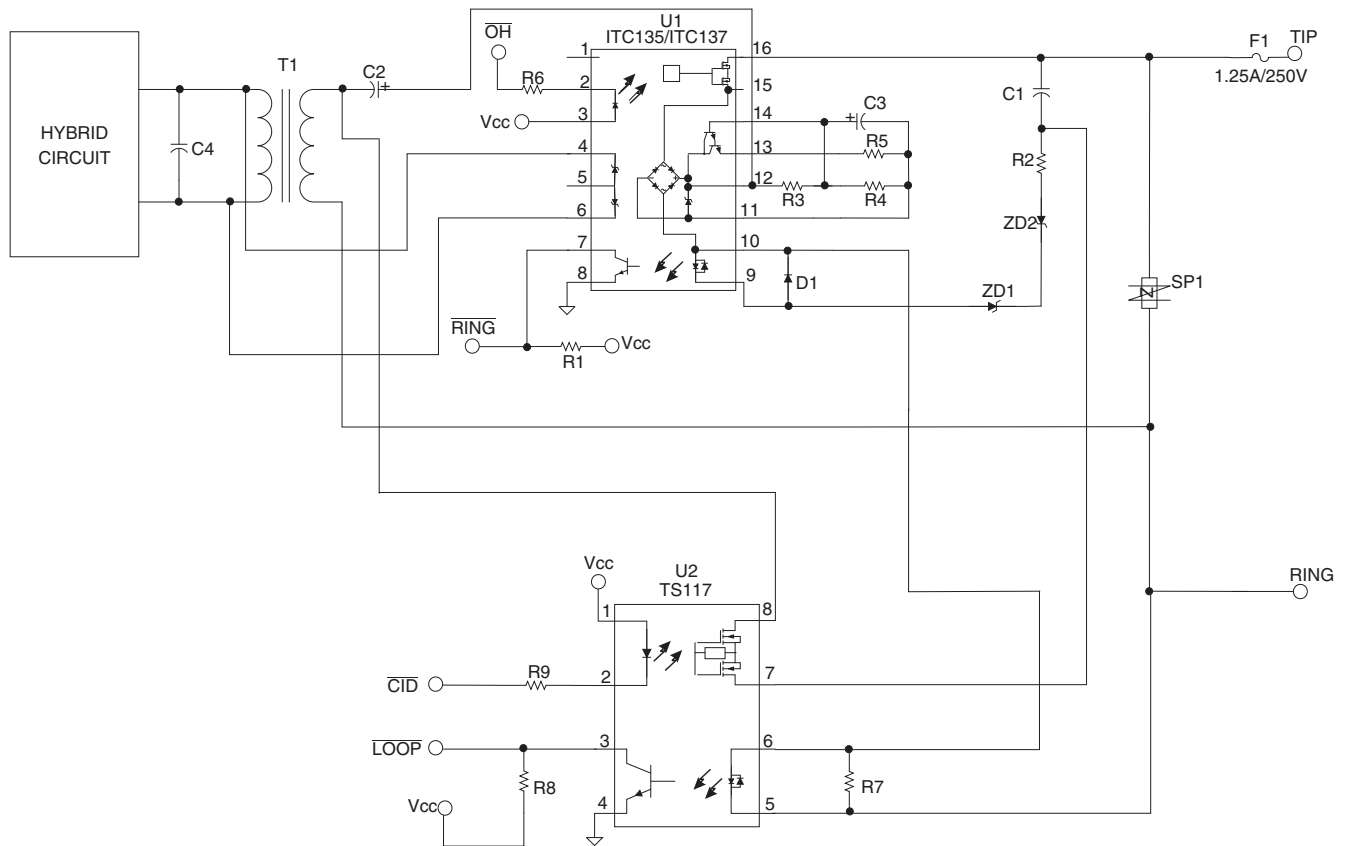 HYBRID
CIRCUIT
C4
T1
C2
+
OH
R6
Vcc
U1
ITC135/ITC137
1
2
3
4
5
6
7
8
16
15
14
13
12
11
10
9
C3
+
R5
R3
R4
D1
ZD1
C1
R2
ZD2
F1
TIP
1.25A/250V
SP1
RING
R1
Vcc
RING
Vcc
U2
TS117
1
2
3
4
8
7
6
5
CID
R9
LOOP
R8
Vcc
R7